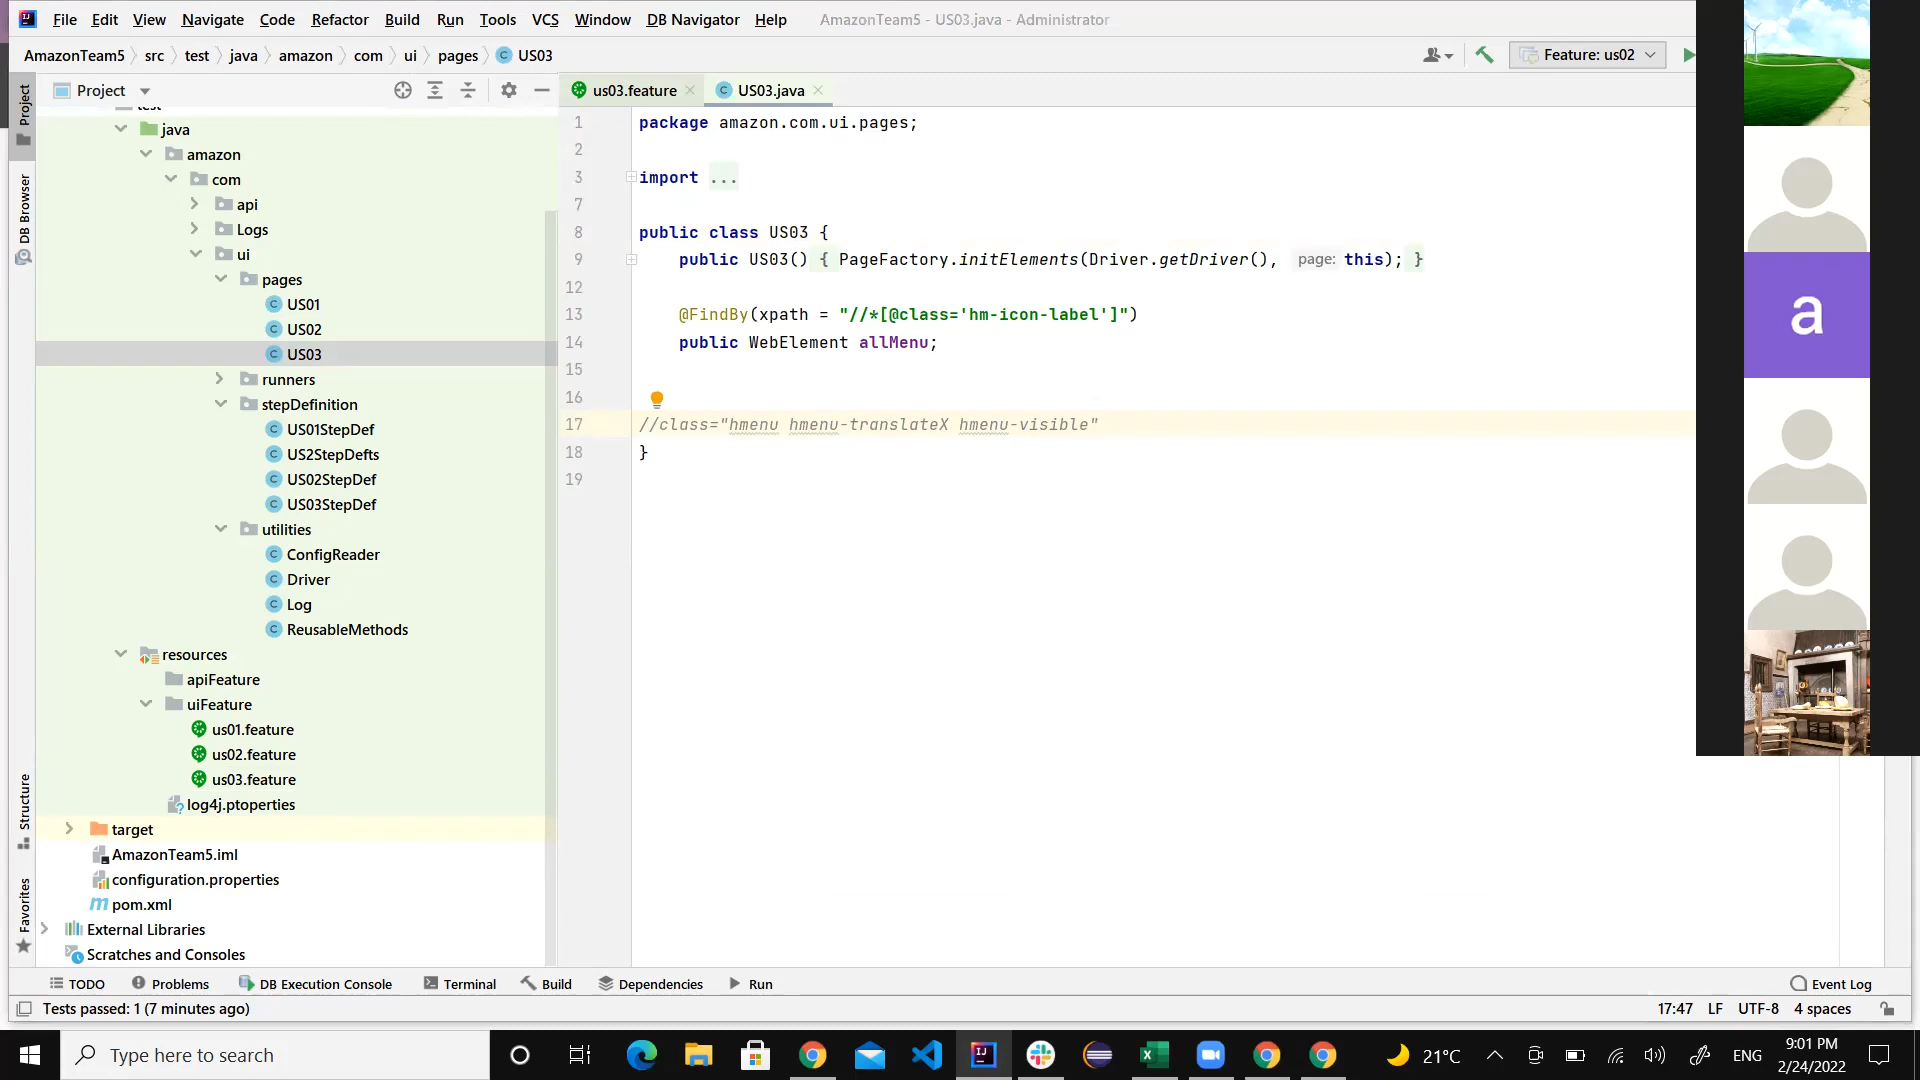 File Edit View Navigate Code Refactor Build Run Tools VCS Window DB Navigator Help AmazonTeam5 - US03.java - Administrator
AmazonTeam5 src test java amazon com ui pages US03
Feature: us02
Project
us03.feature
US03.java
java
amazon
com
api
Logs
ui
pages
US01
US02
US03
runners
stepDefinition
US01StepDef
US2StepDefts
US02StepDef
US03StepDef
utilities
ConfigReader
Driver
Log
ReusableMethods
resources
apiFeature
uiFeature
us01.feature
us02.feature
us03.feature
log4j.ptoperties
target
AmazonTeam5.iml
configuration.properties
pom.xml
External Libraries
Scratches and Consoles
Project
DB Browser
Structure
Favorites
1 package amazon.com.ui.pages;
2
3 import ...
7
8 public class US03 {
9 public US03() { PageFactory.initElements(Driver.getDriver(), page: this); }
12
13 @FindBy(xpath = "//*[@class='hm-icon-label']")
14 public WebElement allMenu;
15
16
17 //class="hmenu hmenu-translateX hmenu-visible"
18 }
19
a
TODO Problems DB Execution Console Terminal Build Dependencies Run Event Log
Tests passed: 1 (7 minutes ago) 17:47 LF UTF-8 4 spaces
Type here to search
21°C ENG
9:01 PM
2/24/2022